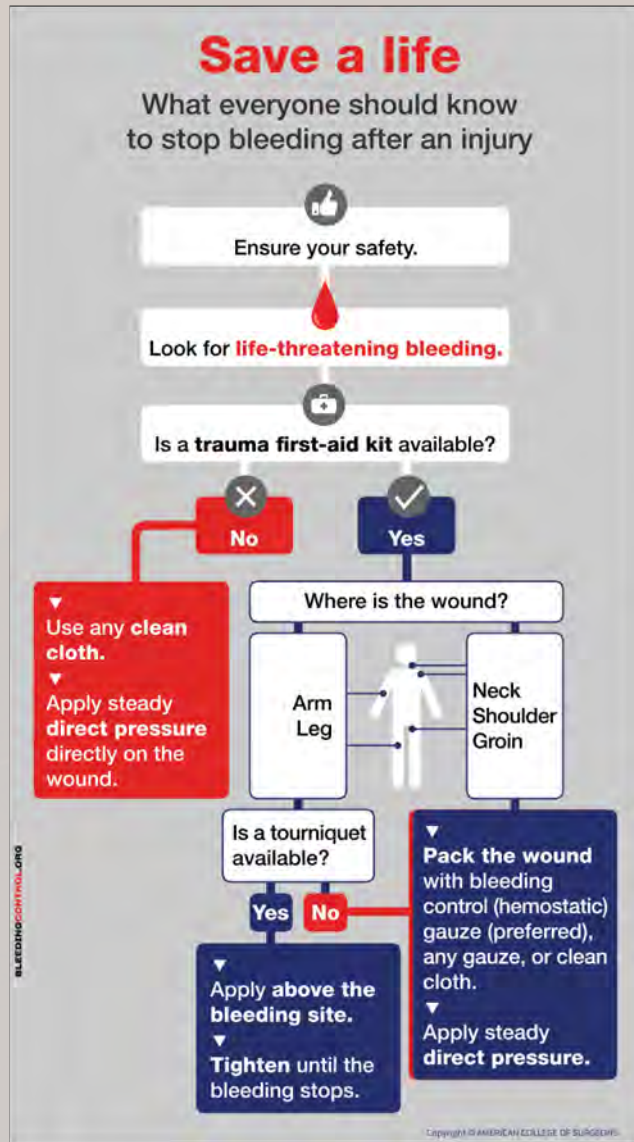 Save a life
What everyone should know
to stop bleeding after an injury
Ensure your safety.
Look for life-threatening bleeding.
Is a trauma first-aid kit available?
No
Yes
▼
Use any clean
cloth.
▼
Apply steady
direct pressure
directly on the
wound.
Where is the wound?
Arm
Leg
Neck
Shoulder
Groin
Is a tourniquet
available?
Yes
No
▼
Apply above the
bleeding site.
▼
Tighten until the
bleeding stops.
▼
Pack the wound
with bleeding
control (hemostatic)
gauze (preferred),
any gauze, or clean
cloth.
▼
Apply steady
direct pressure.
BLEEDINGCONTROL.ORG
Copyright © AMERICAN COLLEGE OF SURGEONS